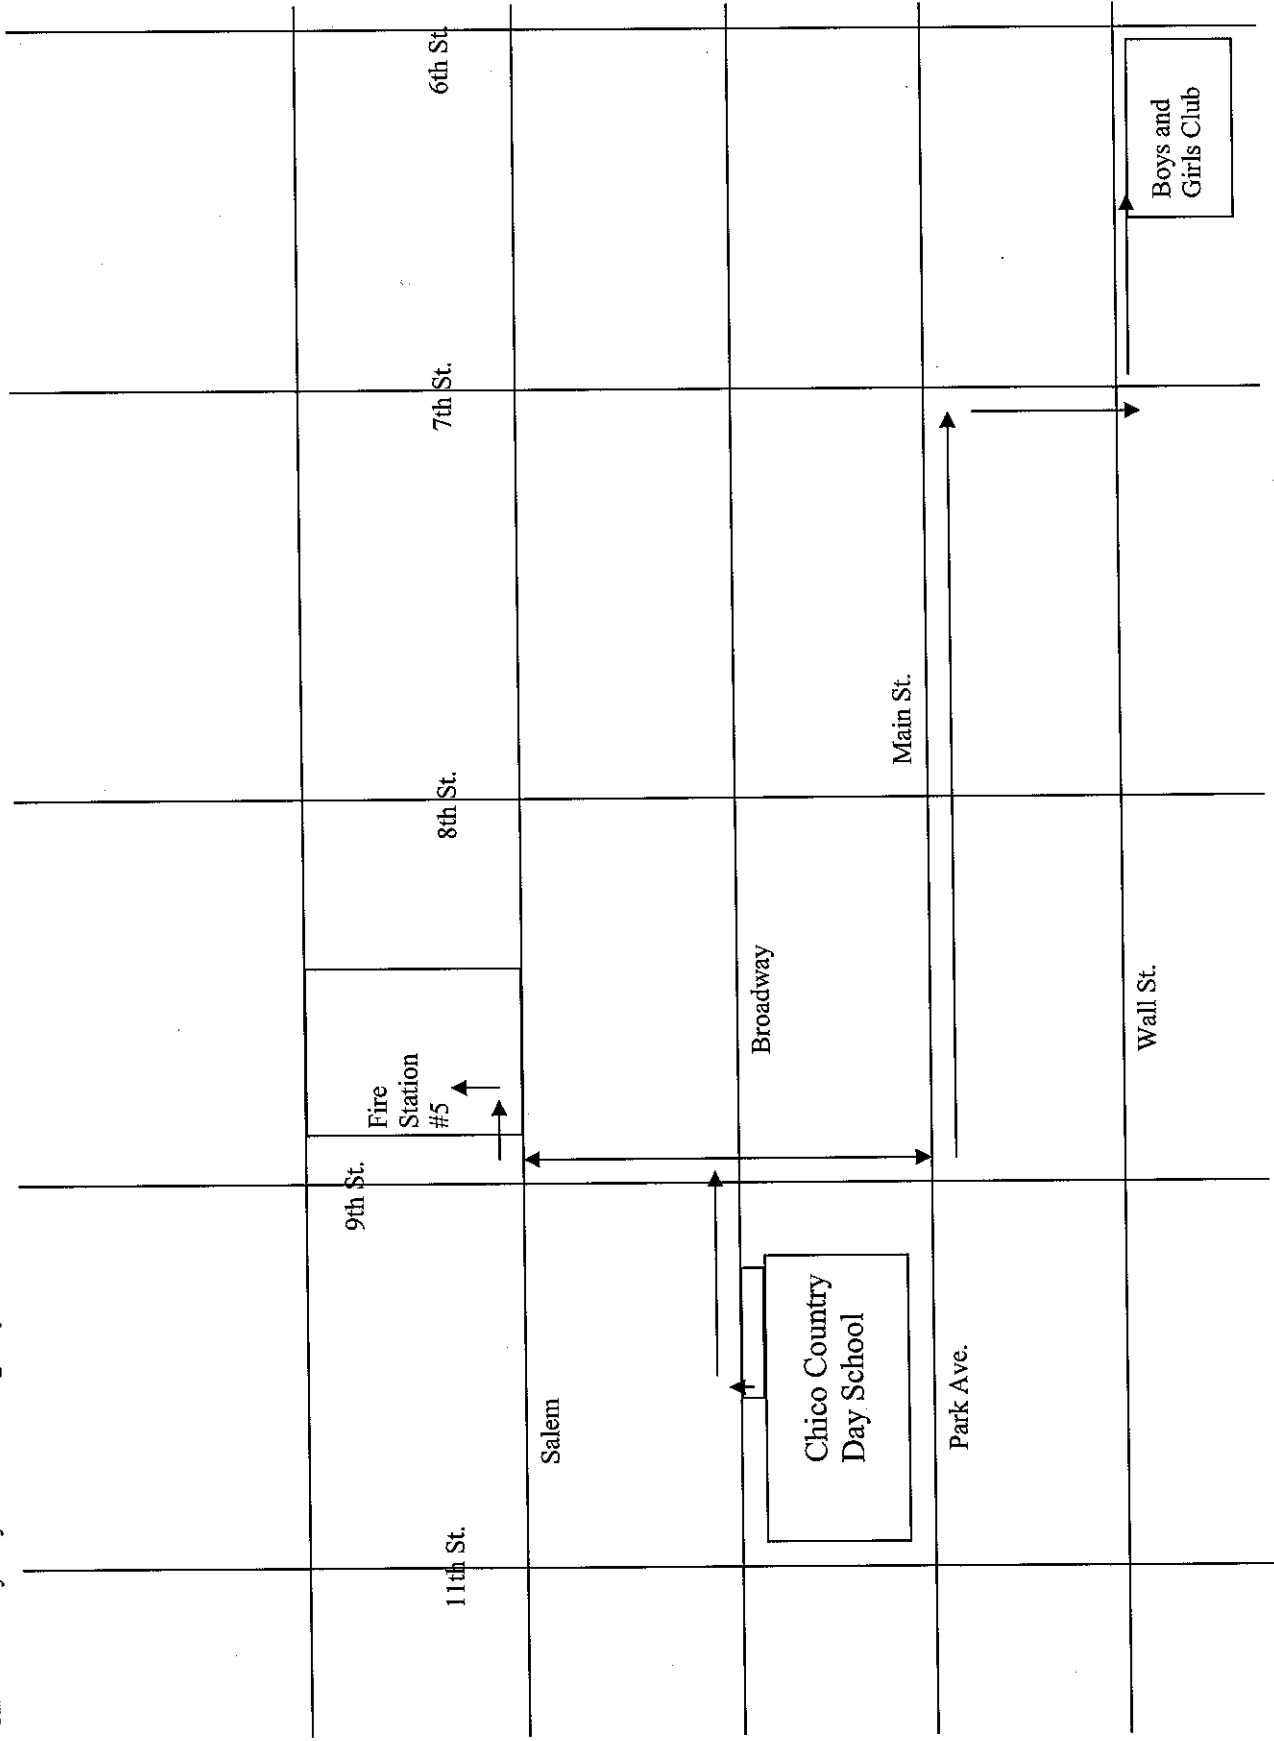 6th St.
7th St.
8th St.
9th St.
11th St.
Fire
Station
#5
Salem
Broadway
Main St.
Park Ave.
Wall St.
Chico Country
Day School
Boys and
Girls Club